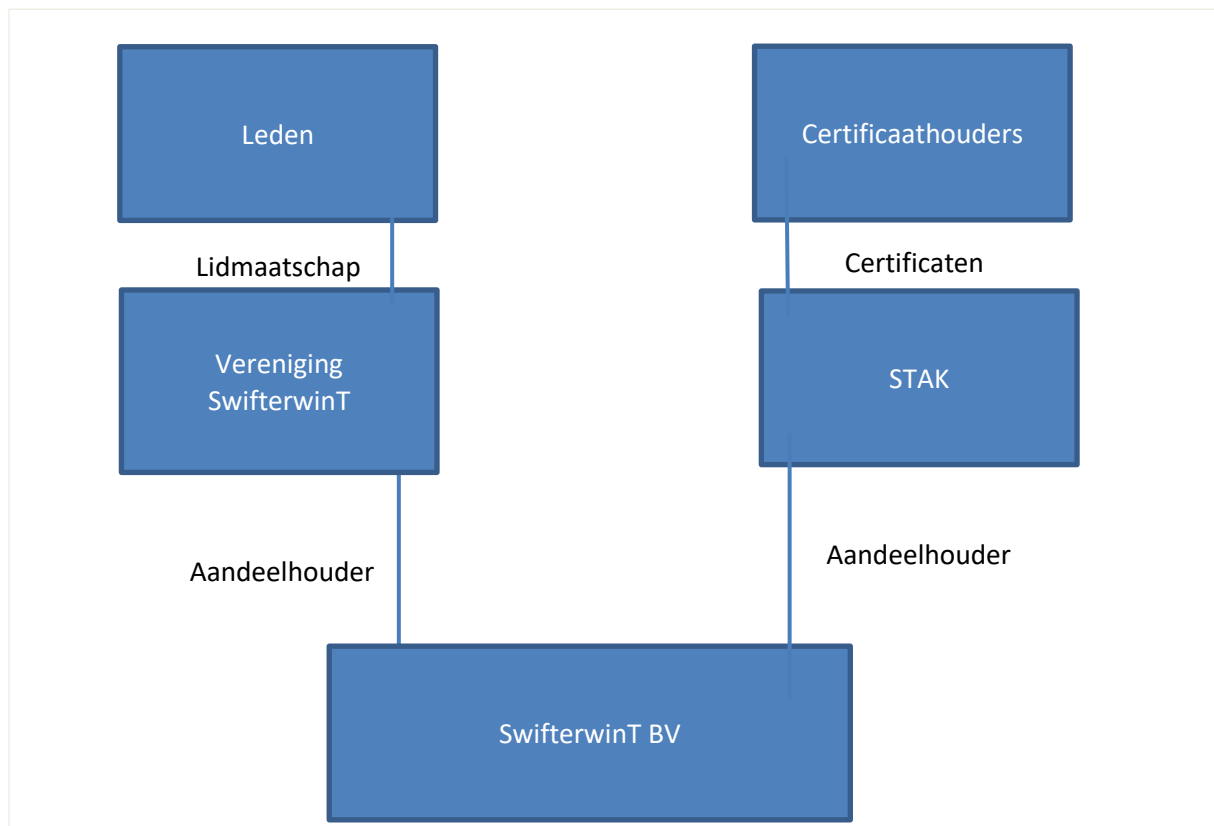 Leden
Certificaathouders
Lidmaatschap
Certificaten
Vereniging
SwifterwinT
STAK
Aandeelhouder
Aandeelhouder
SwifterwinT BV